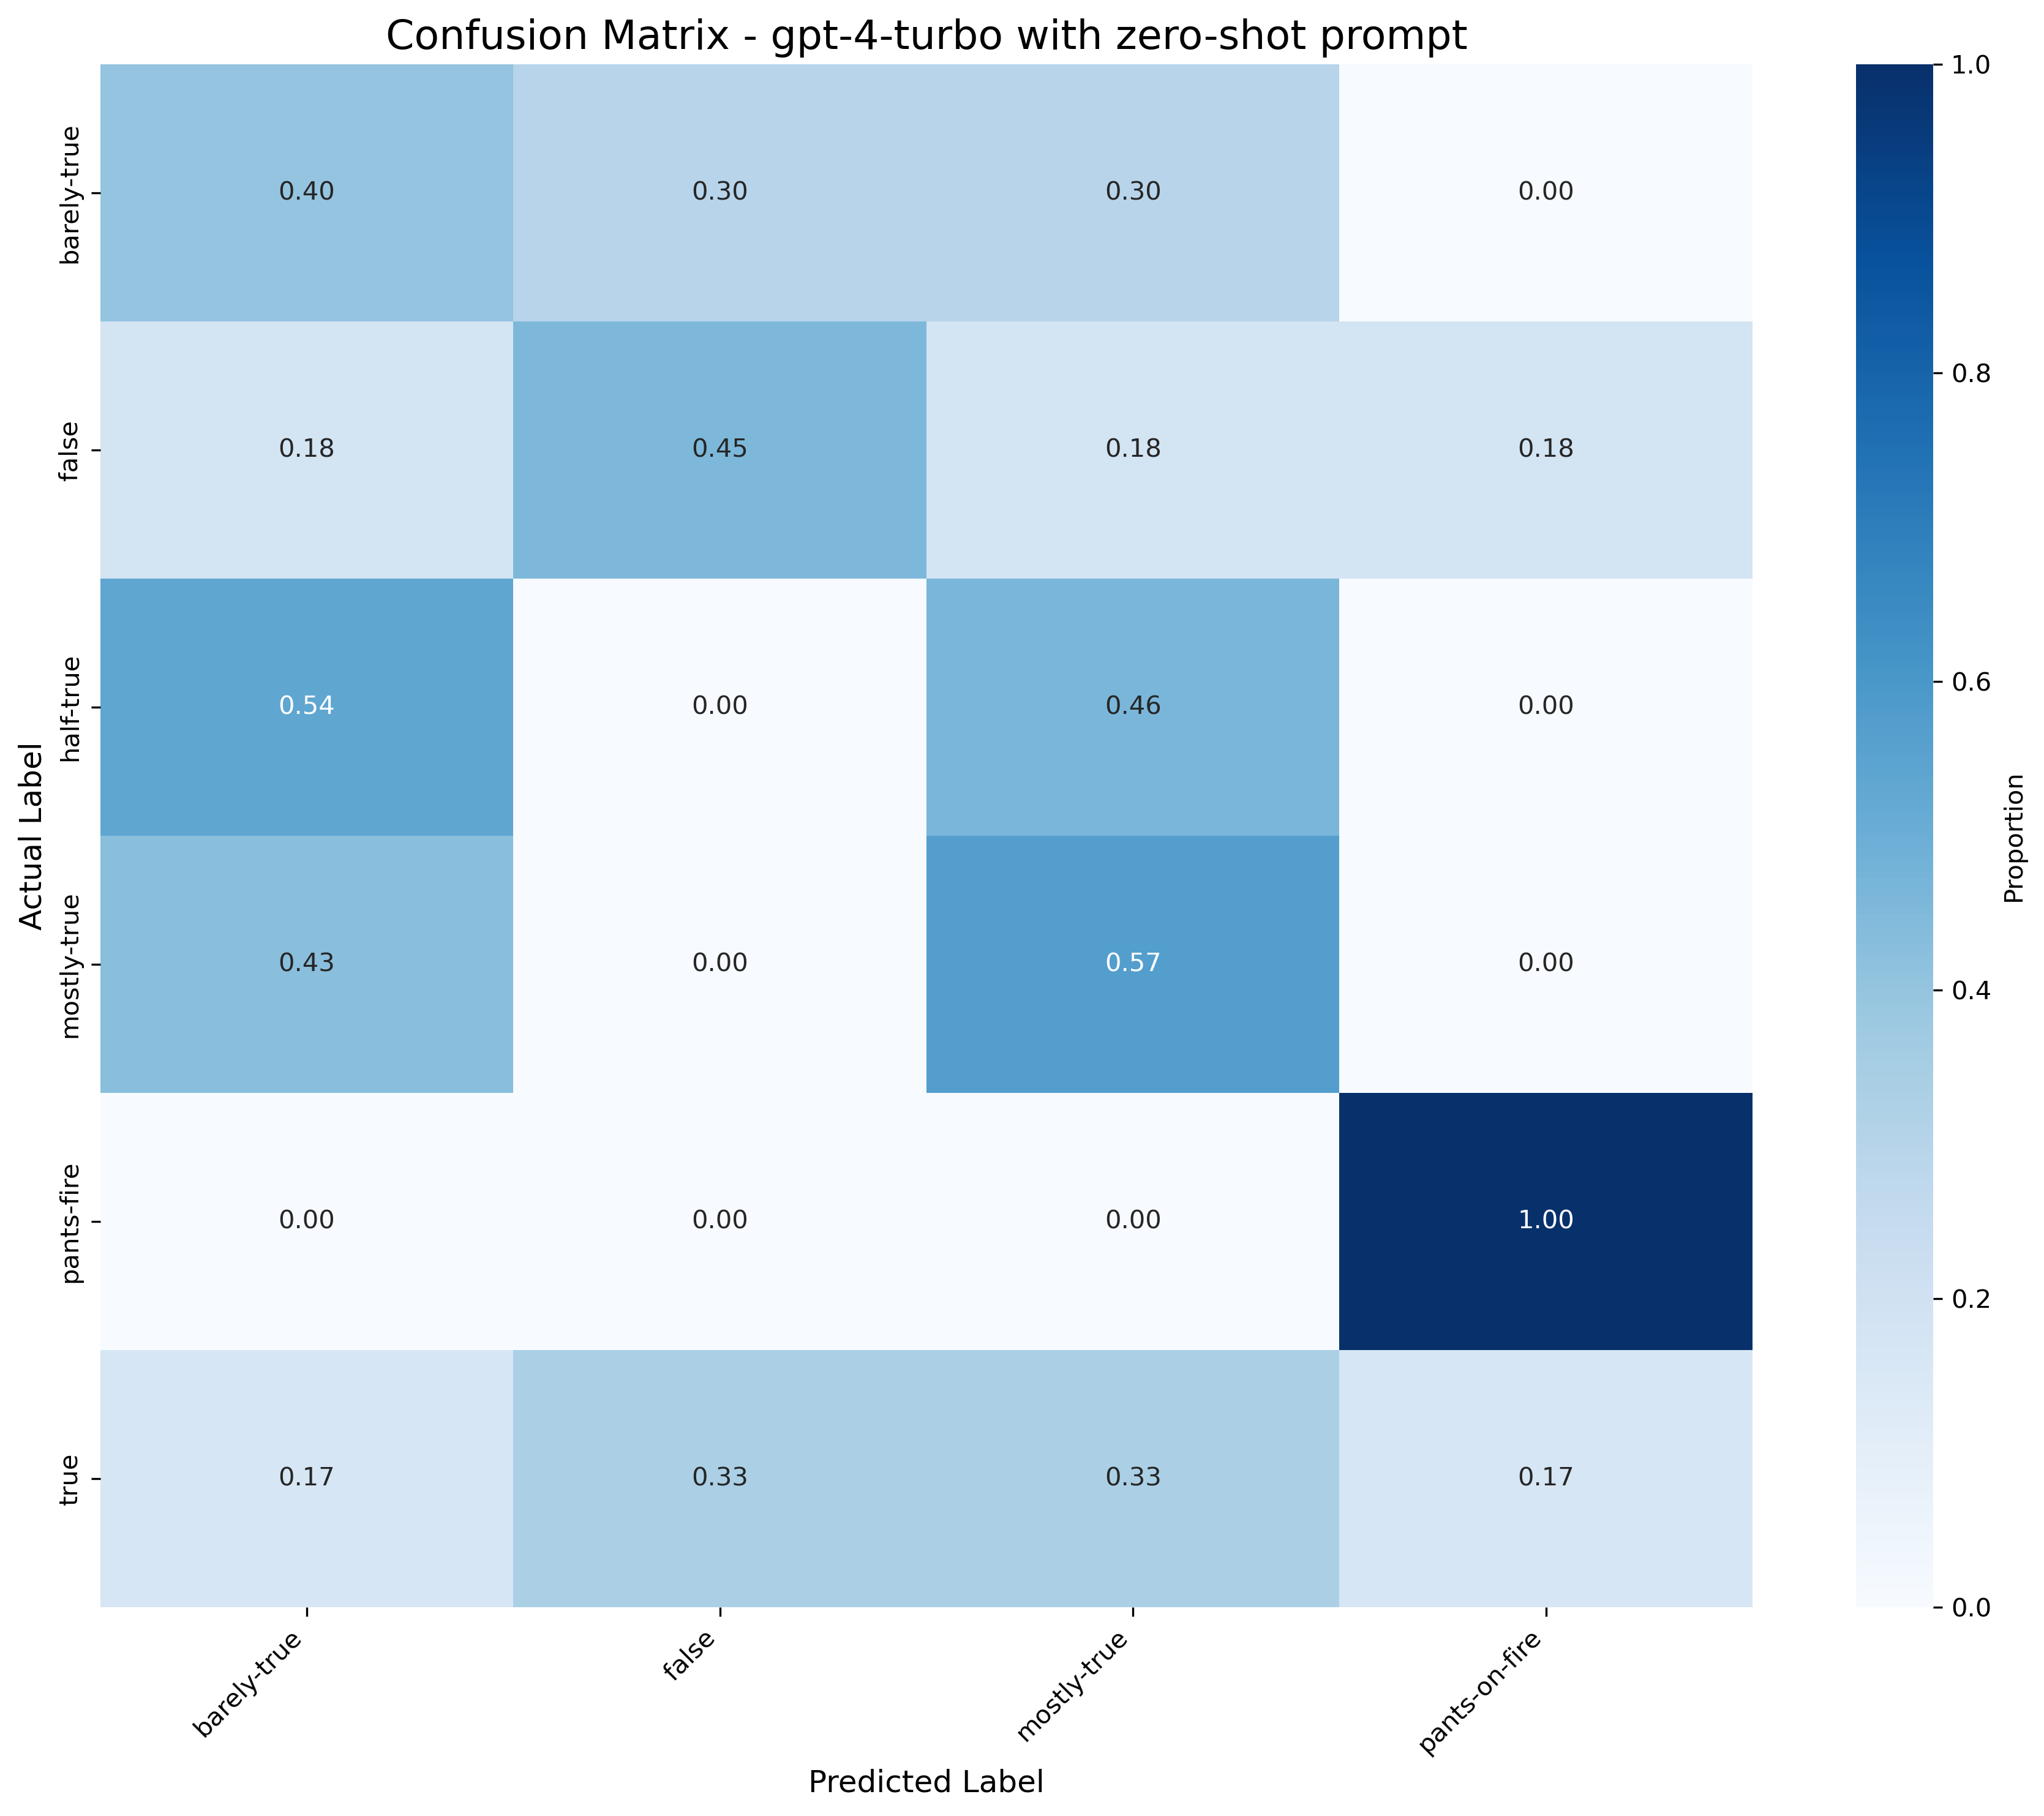 Confusion Matrix - gpt-4-turbo with zero-shot prompt
Actual Label
barely-true
0.40 0.30 0.30 0.00
false
0.18 0.45 0.18 0.18
half-true
0.54 0.00 0.46 0.00
mostly-true
0.43 0.00 0.57 0.00
pants-fire
0.00 0.00 0.00 1.00
true
0.17 0.33 0.33 0.17
barely-true
false
mostly-true
pants-on-fire
Predicted Label
1.0
0.8
0.6
0.4
0.2
0.0
Proportion